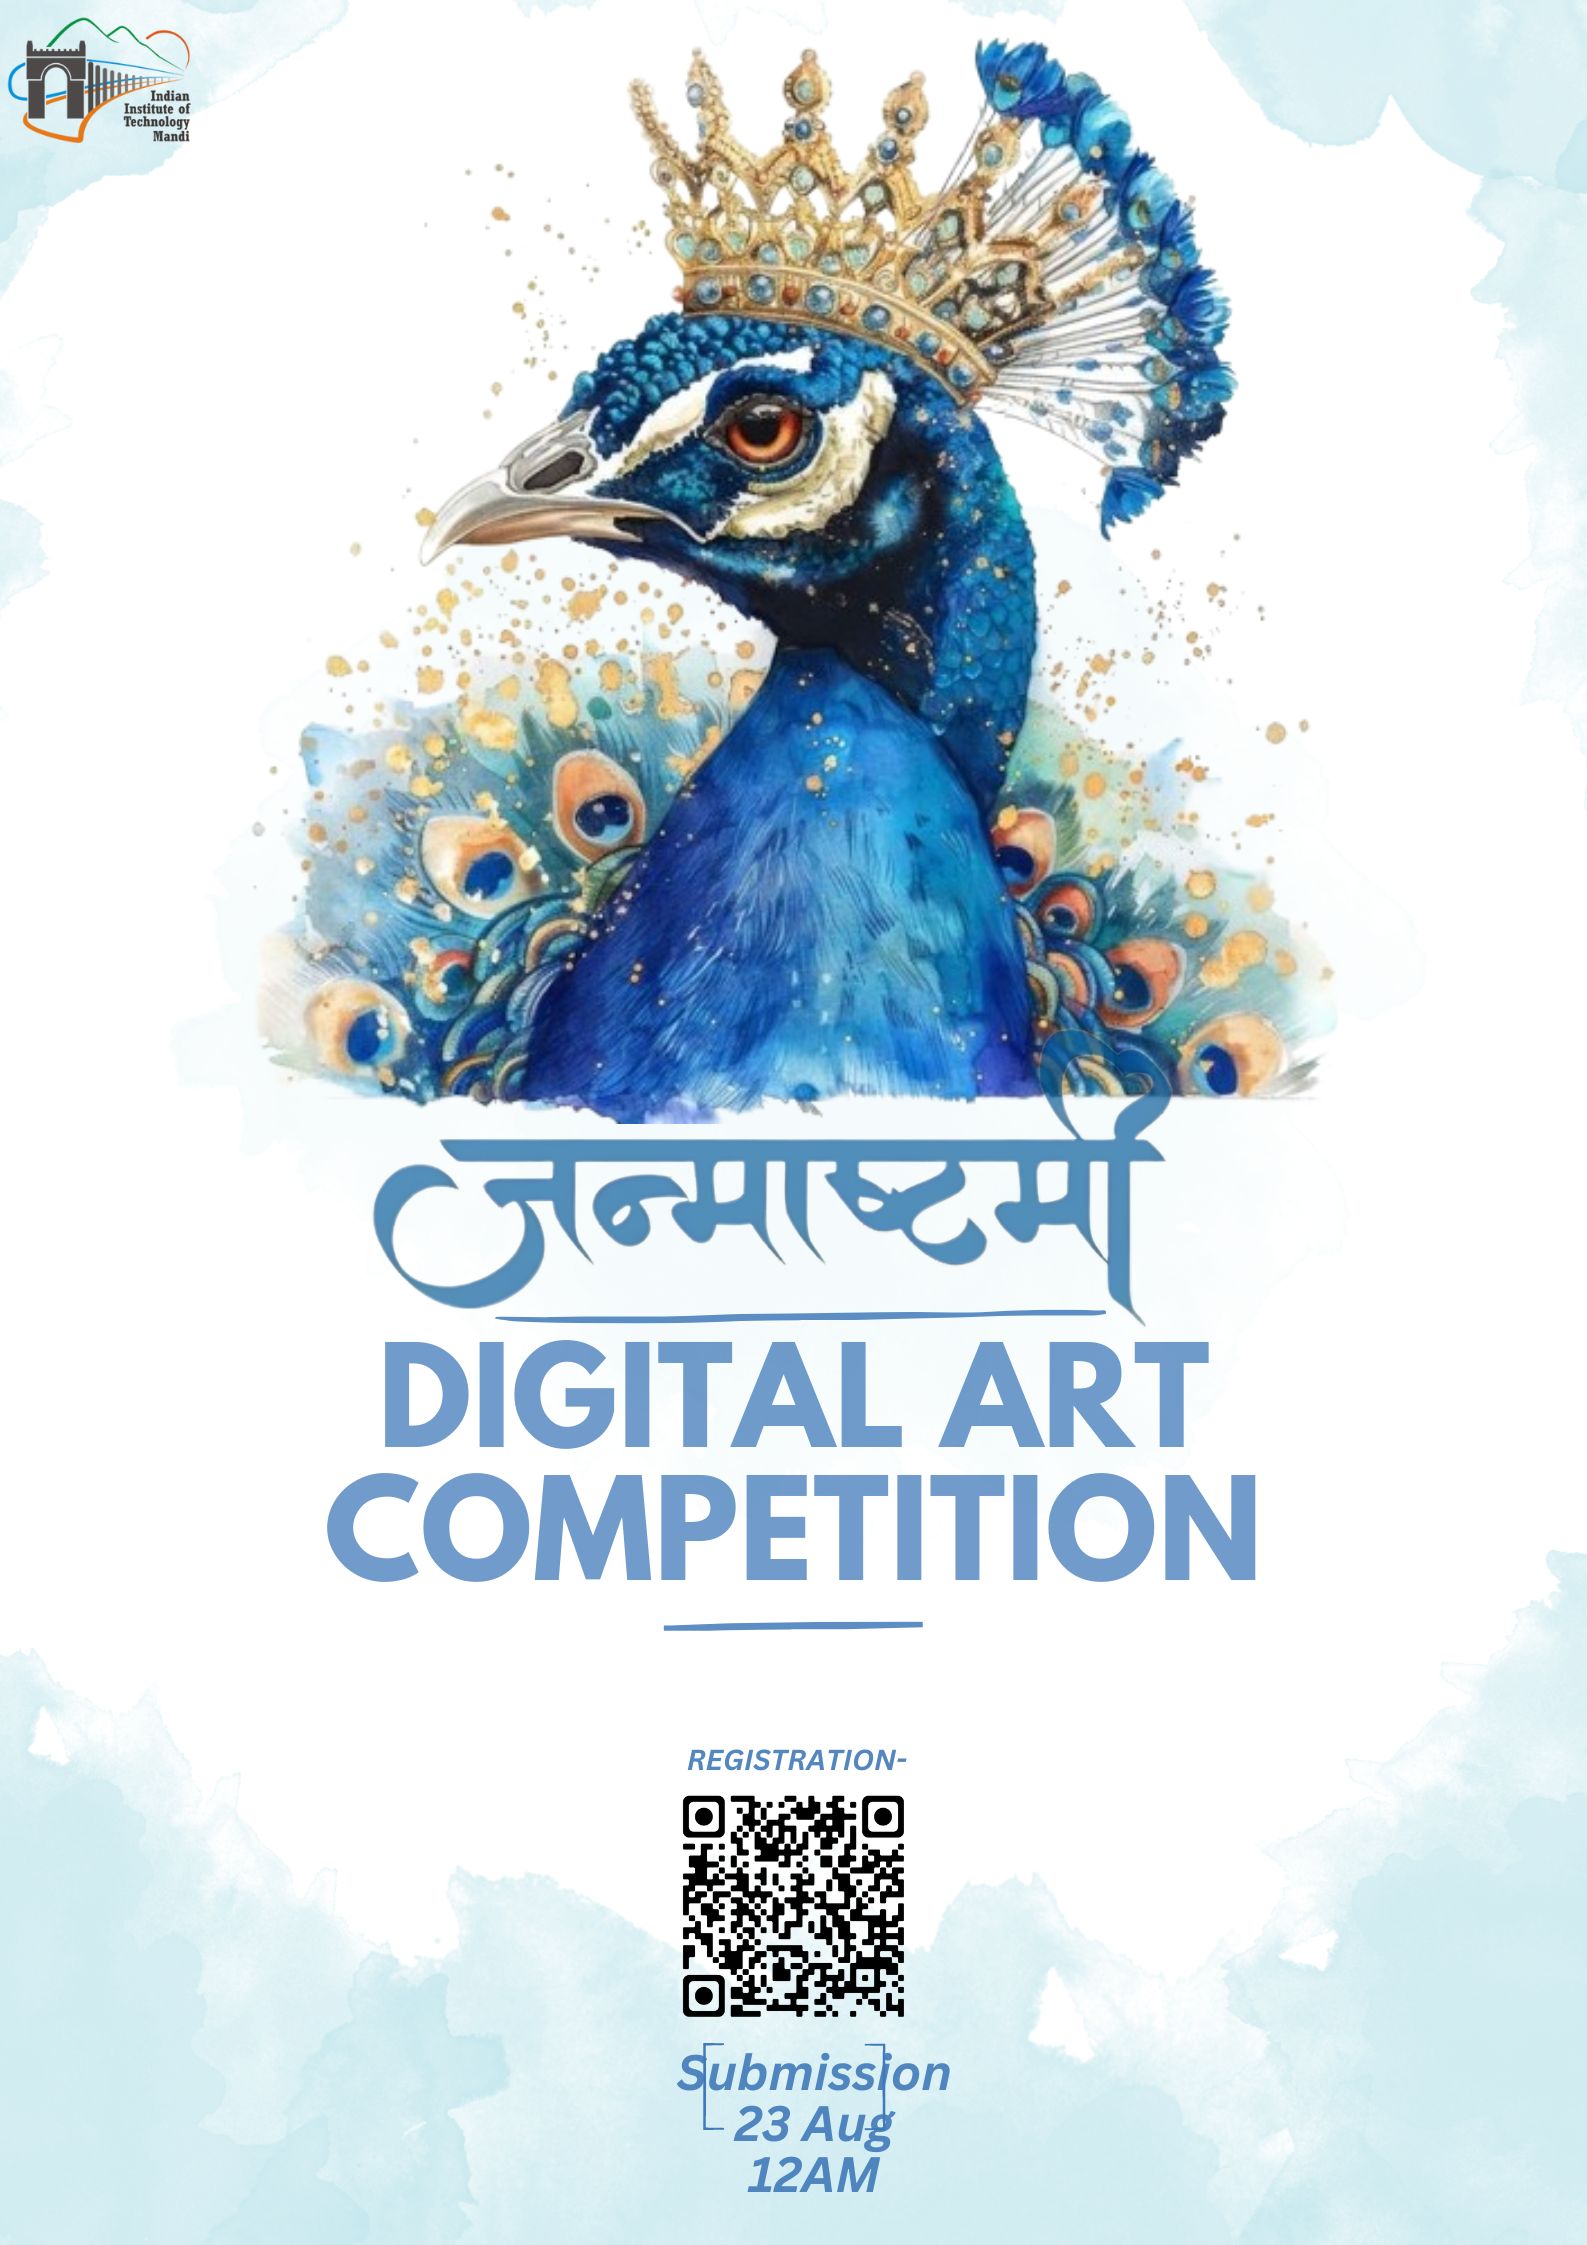 Indian
Institute of
Technology
Mandi
जन्माष्टमी
DIGITAL ART
COMPETITION
REGISTRATION-
Submission
23 Aug
12AM